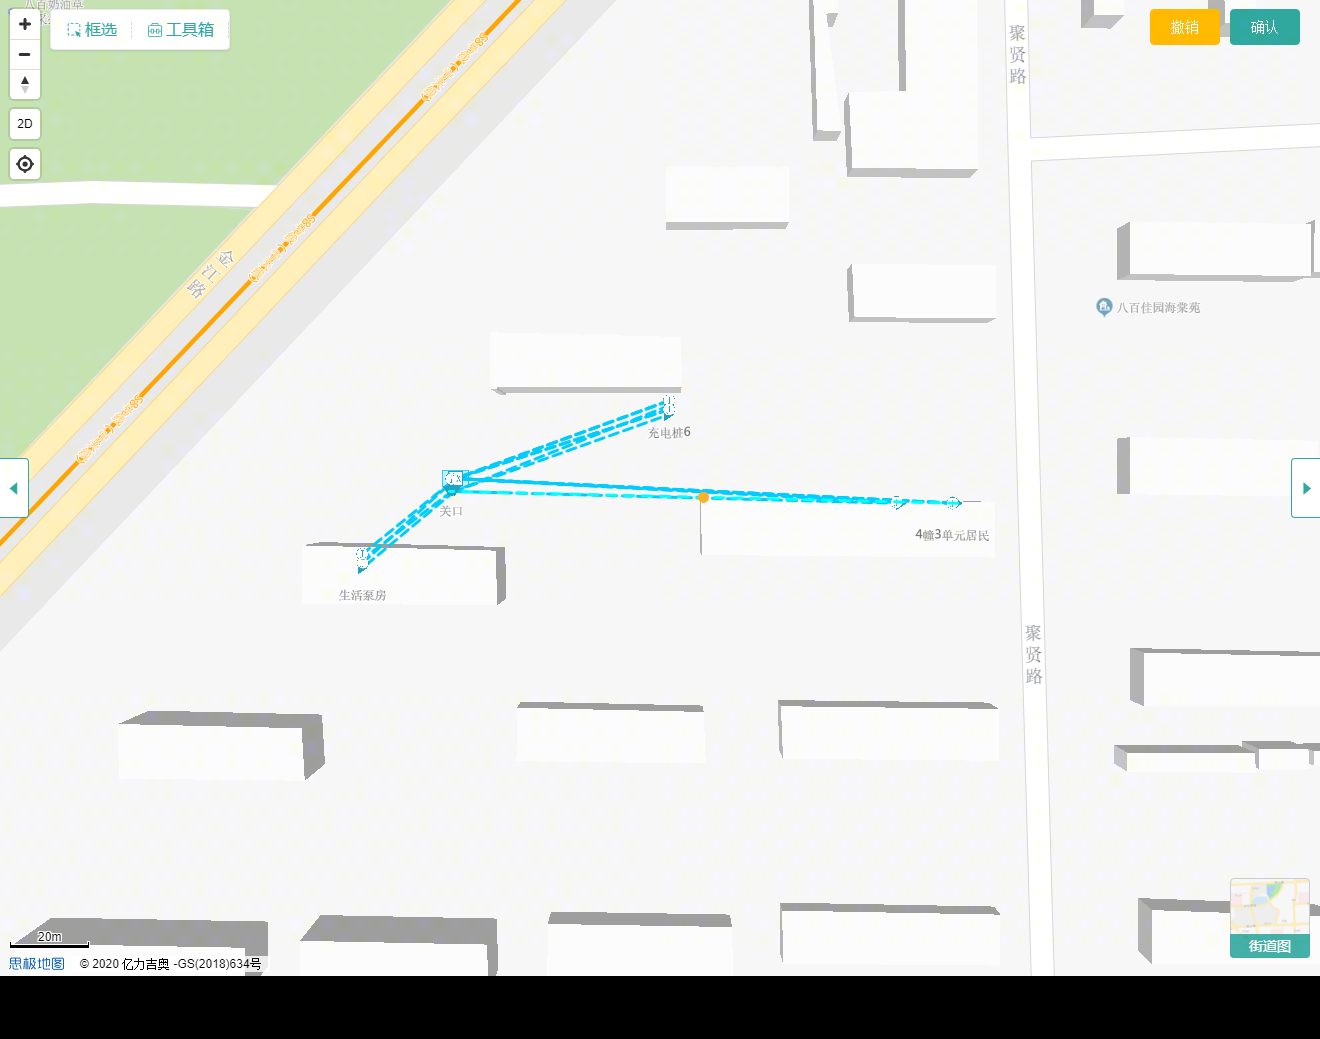 框选
工具箱
撤销
确认
2D
聚贤路
金江路
八百佳园海棠苑
充电桩6
关口
4幢3单元居民
生活泵房
聚贤路
20m
思极地图
© 2020 亿力吉奥 -GS(2018)634号
街道图